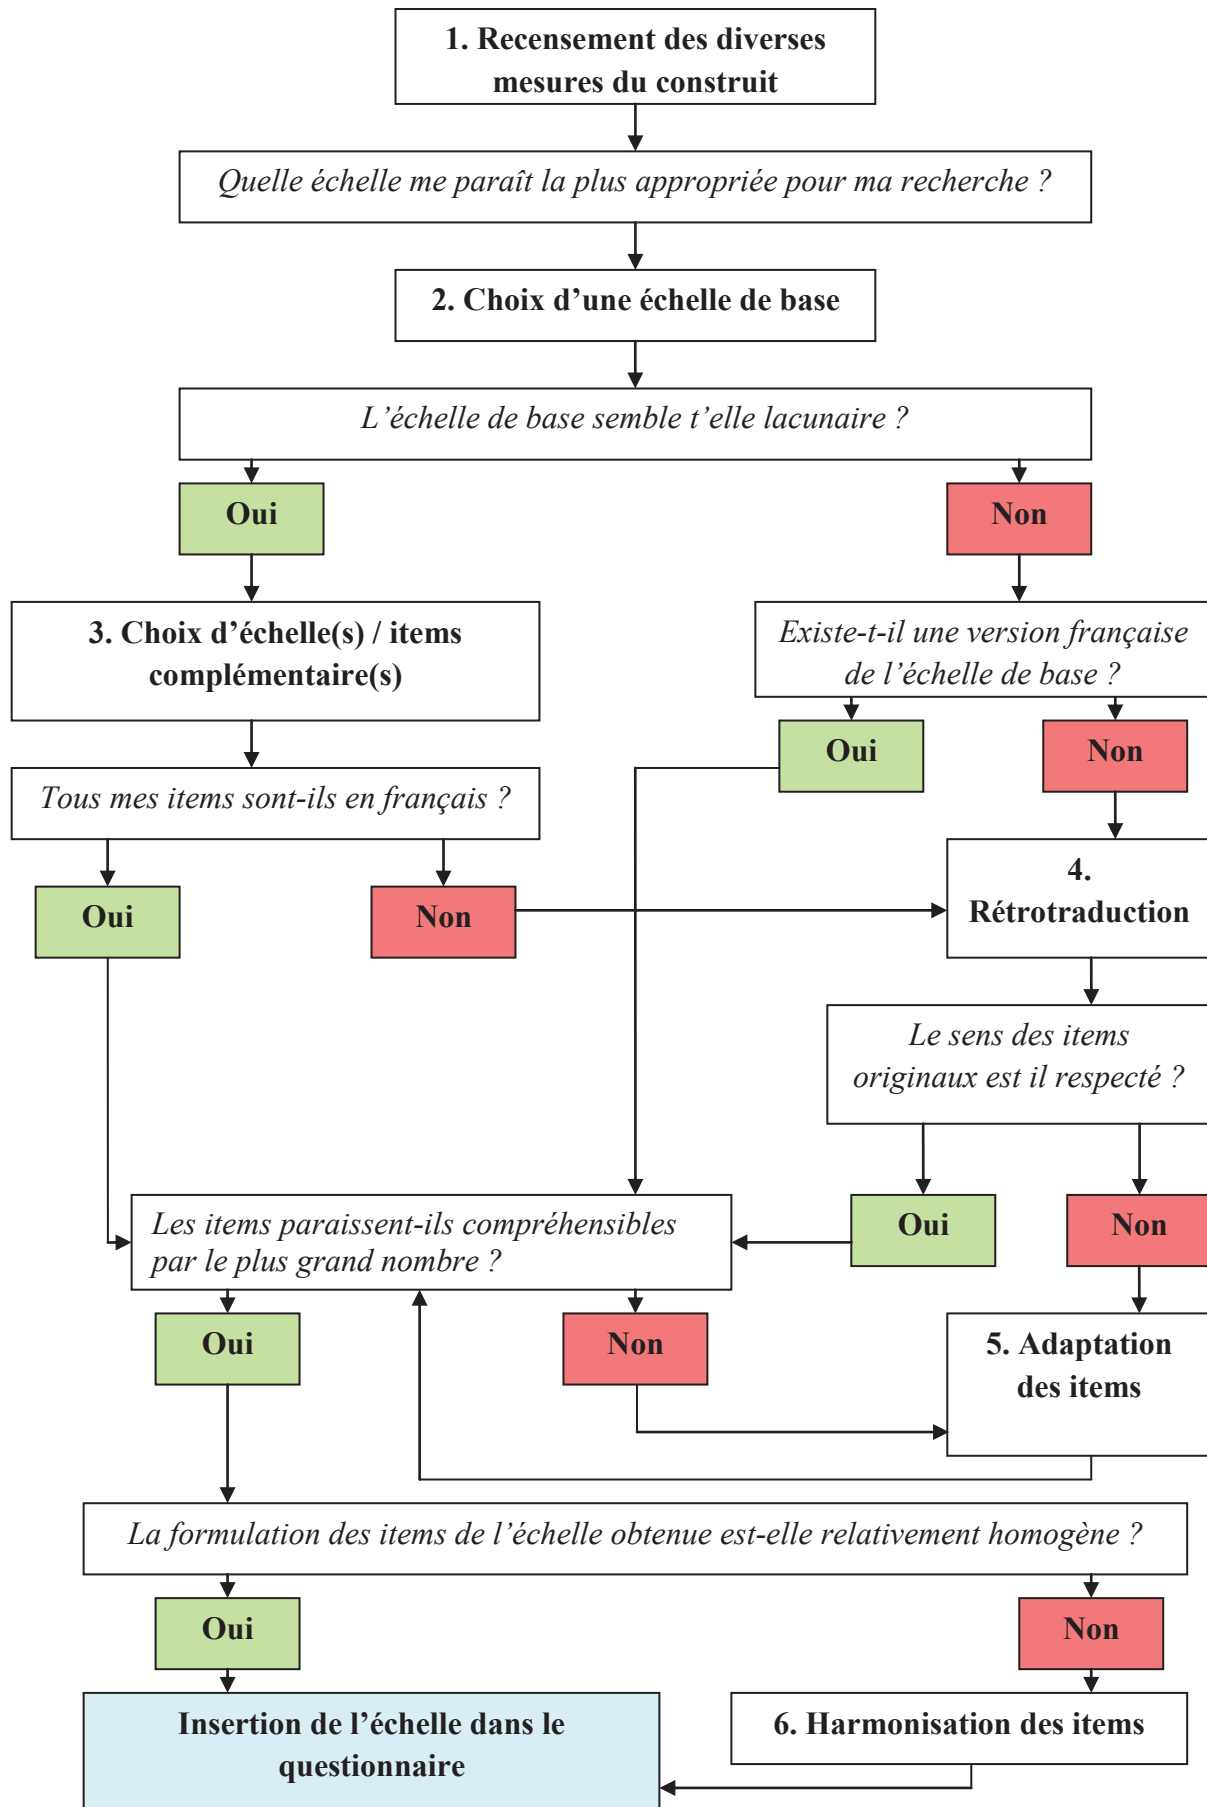 1. Recensement des diverses
mesures du construit
Quelle échelle me paraît la plus appropriée pour ma recherche ?
2. Choix d’une échelle de base
L’échelle de base semble t’elle lacunaire ?
Oui
Non
3. Choix d’échelle(s) / items
complémentaire(s)
Existe-t-il une version française
de l’échelle de base ?
Oui
Non
Tous mes items sont-ils en français ?
Oui
Non
4.
Rétrotraduction
Le sens des items
originaux est il respecté ?
Oui
Non
Les items paraissent-ils compréhensibles
par le plus grand nombre ?
Oui
Non
5. Adaptation
des items
La formulation des items de l’échelle obtenue est-elle relativement homogène ?
Oui
Non
Insertion de l’échelle dans le
questionnaire
6. Harmonisation des items